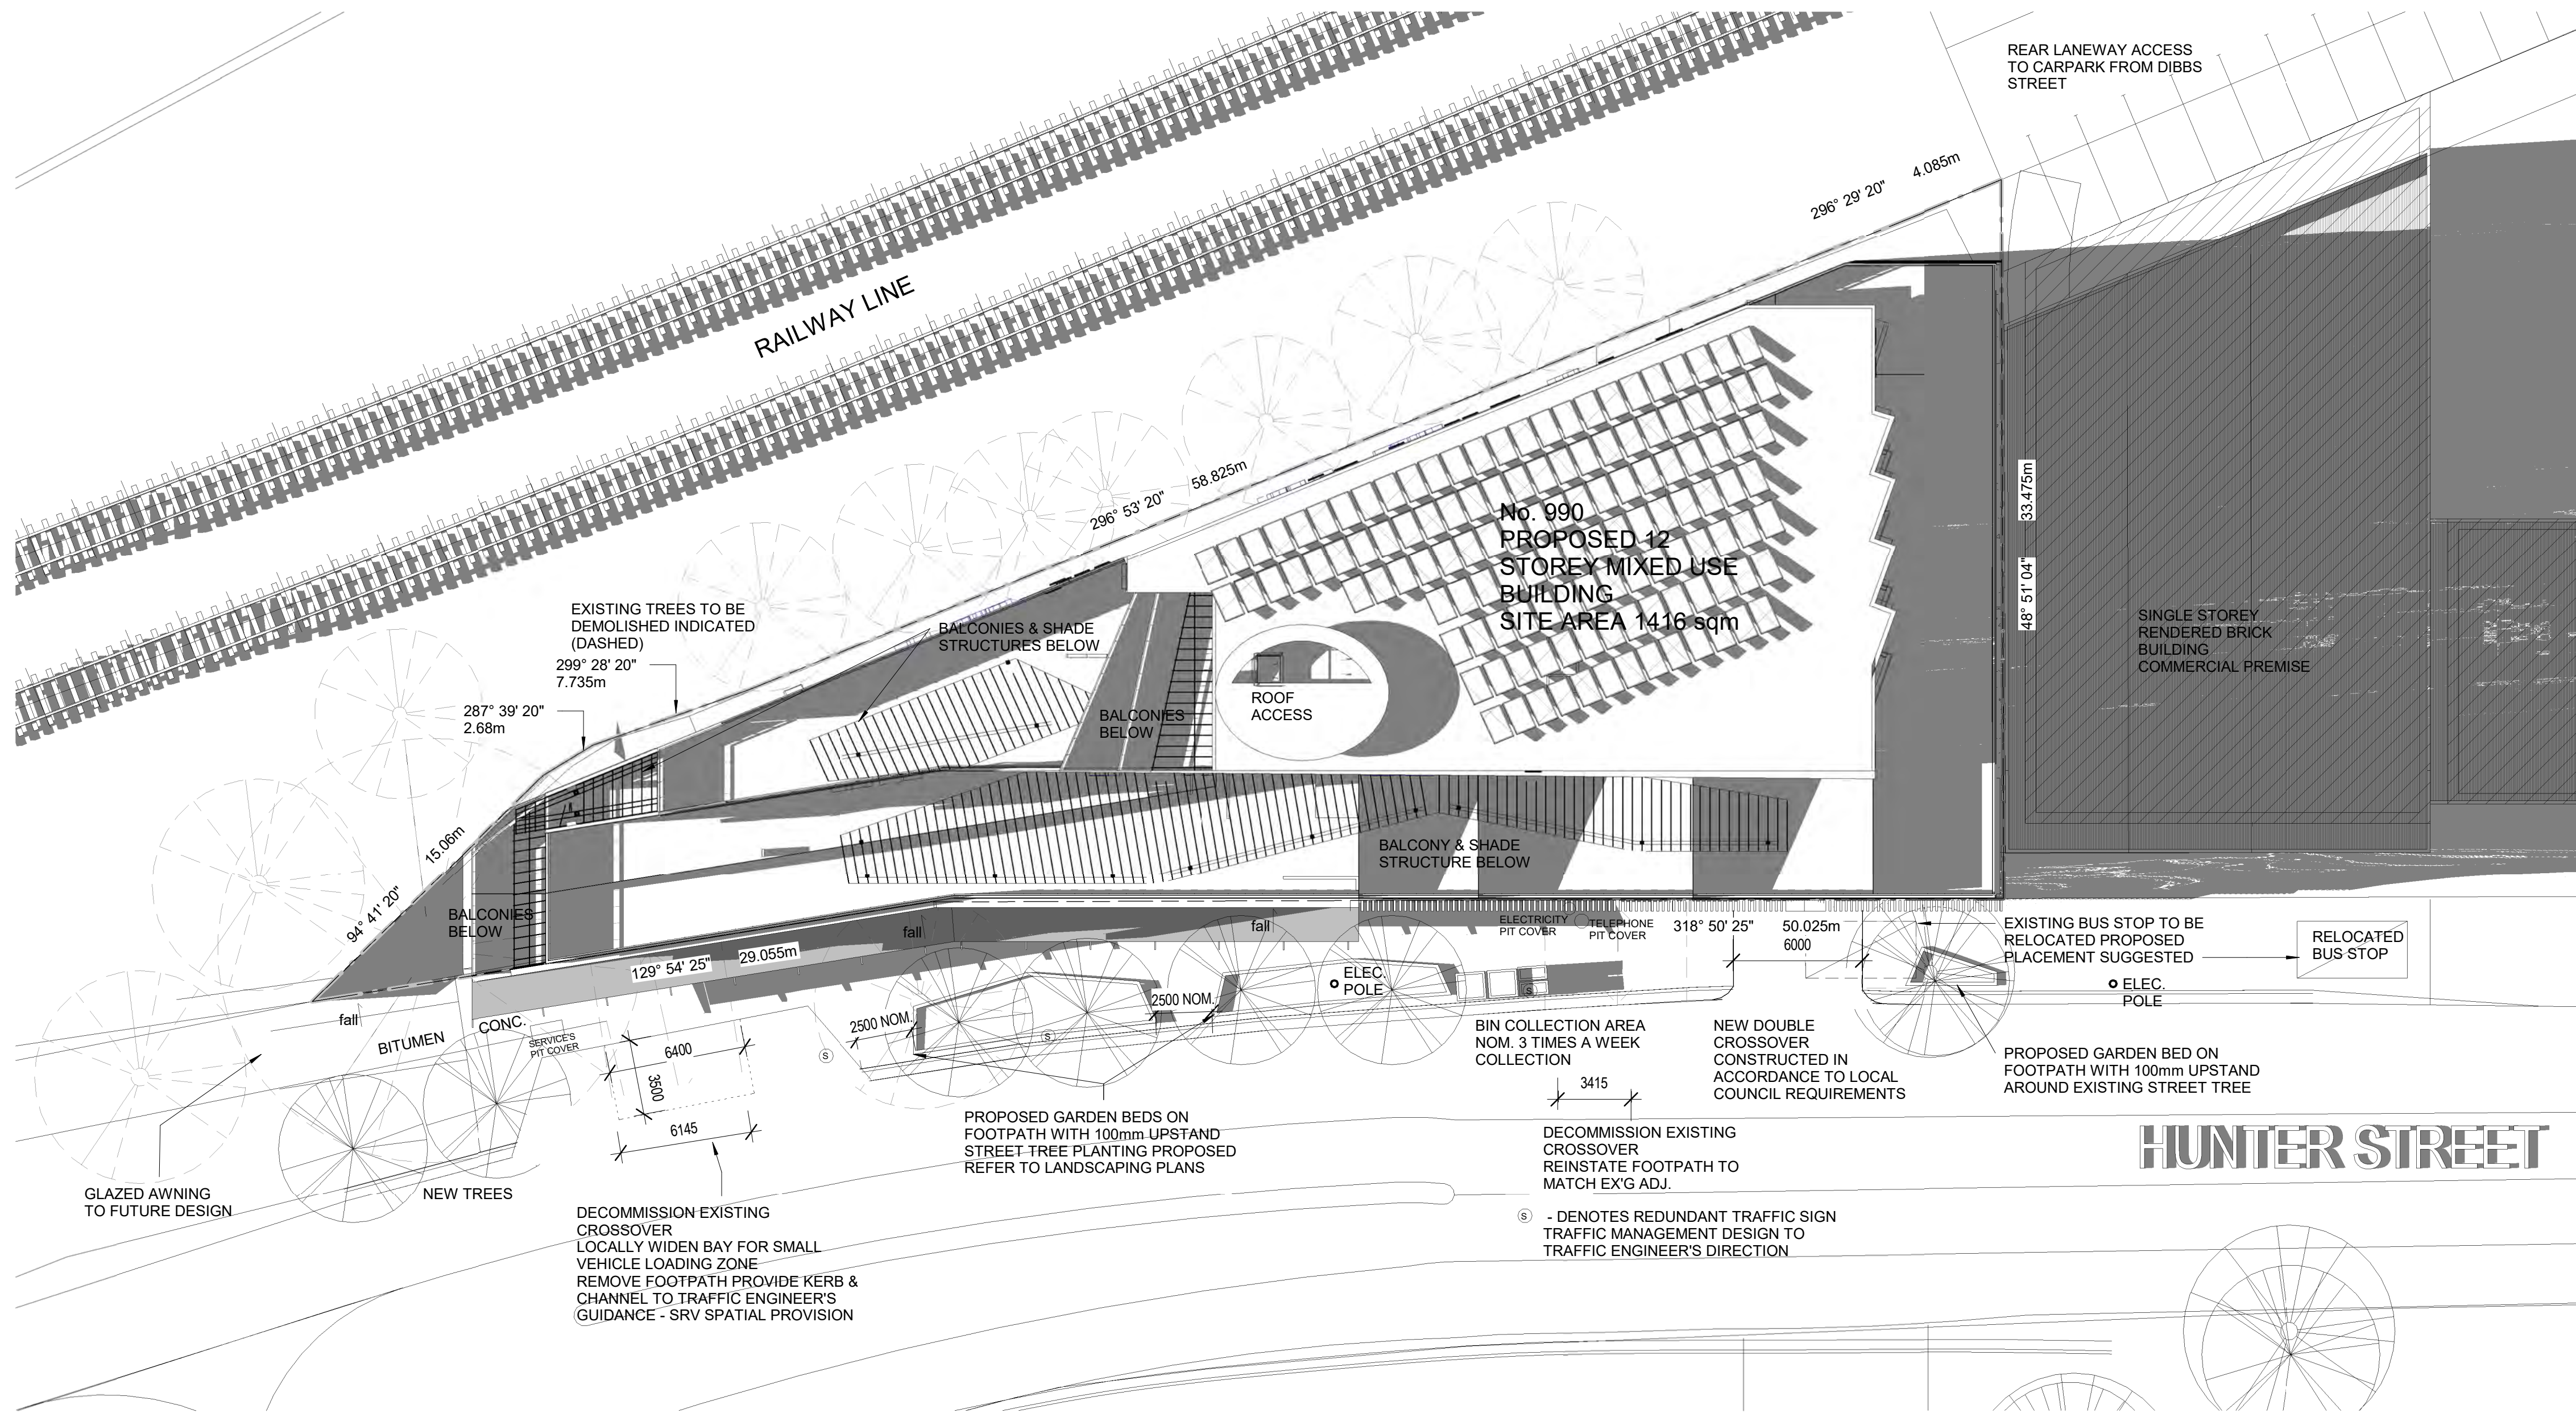 REAR LANEWAY ACCESS
TO CARPARK FROM DIBBS
STREET
296° 29' 20"
4.085m
RAILWAY LINE
58.825m
296° 53' 20"
33.475m
48° 51' 04"
No. 990
PROPOSED 12
STOREY MIXED USE
BUILDING
SITE AREA 1416 sqm
SINGLE STOREY
RENDERED BRICK
BUILDING
COMMERCIAL PREMISE
EXISTING TREES TO BE
DEMOLISHED INDICATED
(DASHED)
299° 28' 20"
7.735m
287° 39' 20"
2.68m
BALCONIES & SHADE
STRUCTURES BELOW
BALCONIES
BELOW
ROOF
ACCESS
15.06m
94° 41' 20"
BALCONIES
BELOW
BALCONY & SHADE
STRUCTURE BELOW
129° 54' 25"
29.055m
fall
fall
fall
ELECTRICITY
PIT COVER
TELEPHONE
PIT COVER
318° 50' 25"
50.025m
6000
EXISTING BUS STOP TO BE
RELOCATED PROPOSED
PLACEMENT SUGGESTED
RELOCATED
BUS STOP
ELEC.
POLE
ELEC.
POLE
BITUMEN
CONC.
SERVICE'S
PIT COVER
6400
3500
6145
S
S
S
2500 NOM.
2500 NOM.
BIN COLLECTION AREA
NOM. 3 TIMES A WEEK
COLLECTION
3415
NEW DOUBLE
CROSSOVER
CONSTRUCTED IN
ACCORDANCE TO LOCAL
COUNCIL REQUIREMENTS
PROPOSED GARDEN BED ON
FOOTPATH WITH 100mm UPSTAND
AROUND EXISTING STREET TREE
PROPOSED GARDEN BEDS ON
FOOTPATH WITH 100mm UPSTAND
STREET TREE PLANTING PROPOSED
REFER TO LANDSCAPING PLANS
DECOMMISSION EXISTING
CROSSOVER
REINSTATE FOOTPATH TO
MATCH EX'G ADJ.
HUNTER STREET
GLAZED AWNING
TO FUTURE DESIGN
NEW TREES
DECOMMISSION EXISTING
CROSSOVER
LOCALLY WIDEN BAY FOR SMALL
VEHICLE LOADING ZONE
REMOVE FOOTPATH PROVIDE KERB &
CHANNEL TO TRAFFIC ENGINEER'S
GUIDANCE - SRV SPATIAL PROVISION
S - DENOTES REDUNDANT TRAFFIC SIGN
TRAFFIC MANAGEMENT DESIGN TO
TRAFFIC ENGINEER'S DIRECTION